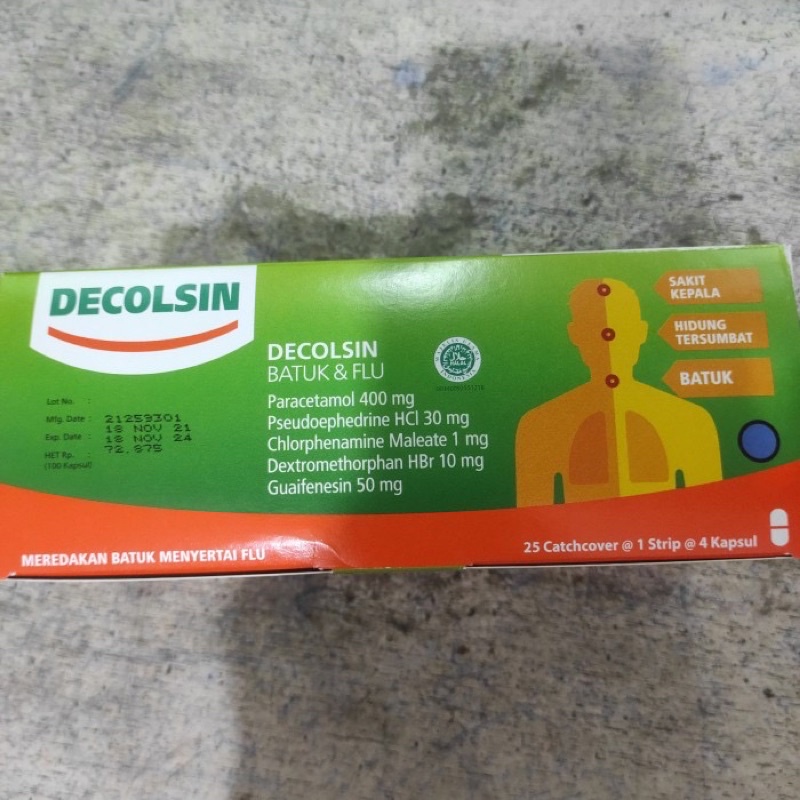 DECOLSIN
DECOLSIN
BATUK & FLU
Paracetamol 400 mg
Pseudoephedrine HCl 30 mg
Chlorphenamine Maleate 1 mg
Dextromethorphan HBr 10 mg
Guaifenesin 50 mg
HALAL
SAKIT
KEPALA
HIDUNG
TERSUMBAT
BATUK
Lot No. :
Mfg. Date : 21259301
Exp. Date : 18 NOV 21
18 NOV 24
HET Rp. : 72.875
(100 Kapsul)
MEREDAKAN BATUK MENYERTAI FLU
25 Catchcover @ 1 Strip @ 4 Kapsul